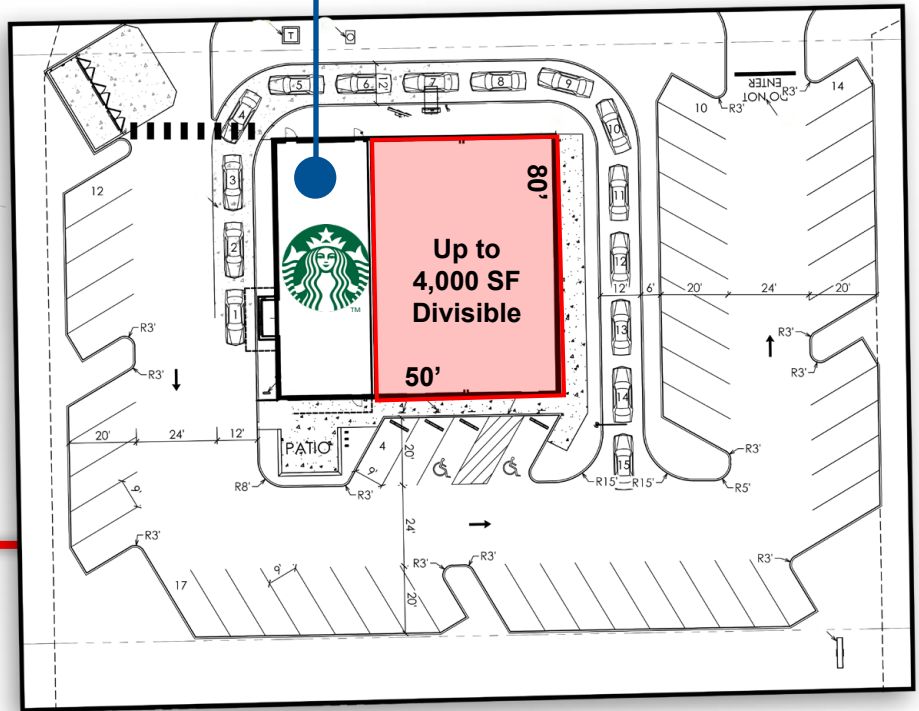 T
5
6
7
8
9
12'
4
10
10
R3'
DO NOT
ENTER
R3'
14
3
11
12
80'
2
Up to
4,000 SF
Divisible
TM
12
12'
6'
20'
24'
20'
1
13
R3'
R3'
R3'
R3'
50'
14
20'
24'
12'
PATIO
4
20'
9'
15
R3'
R8'
R3'
R15'
R15'
R5'
9'
24'
R3'
R3'
R3'
R3'
17
9'
20'